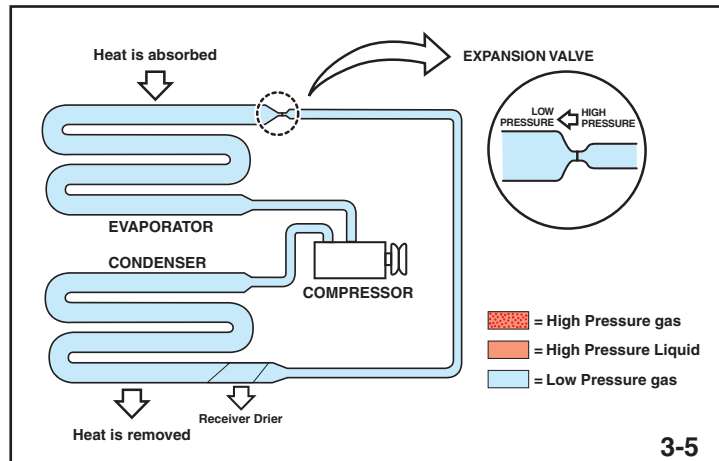 Heat is absorbed
EXPANSION VALVE
LOW
PRESSURE
HIGH
PRESSURE
EVAPORATOR
CONDENSER
COMPRESSOR
= High Pressure gas
= High Pressure Liquid
= Low Pressure gas
Receiver Drier
Heat is removed
3-5